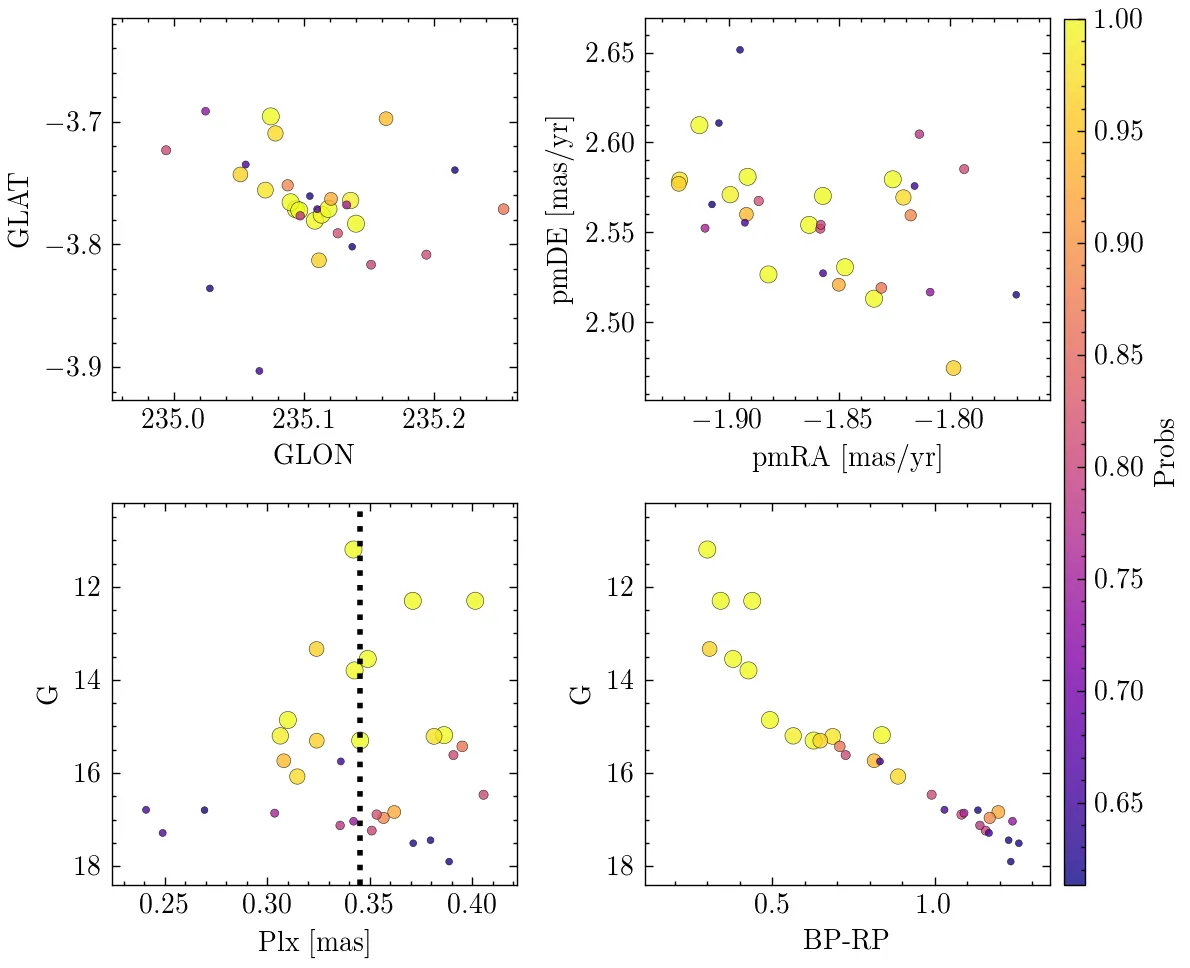 −3.7
−3.8
−3.9
GLAT
235.0 235.1 235.2
GLON
2.65
2.60
2.55
2.50
pmDE [mas/yr]
−1.90 −1.85 −1.80
pmRA [mas/yr]
12
14
16
18
G
0.25 0.30 0.35 0.40
Plx [mas]
12
14
16
18
G
0.5 1.0
BP-RP
1.00
0.95
0.90
0.85
0.80
0.75
0.70
0.65
Probs